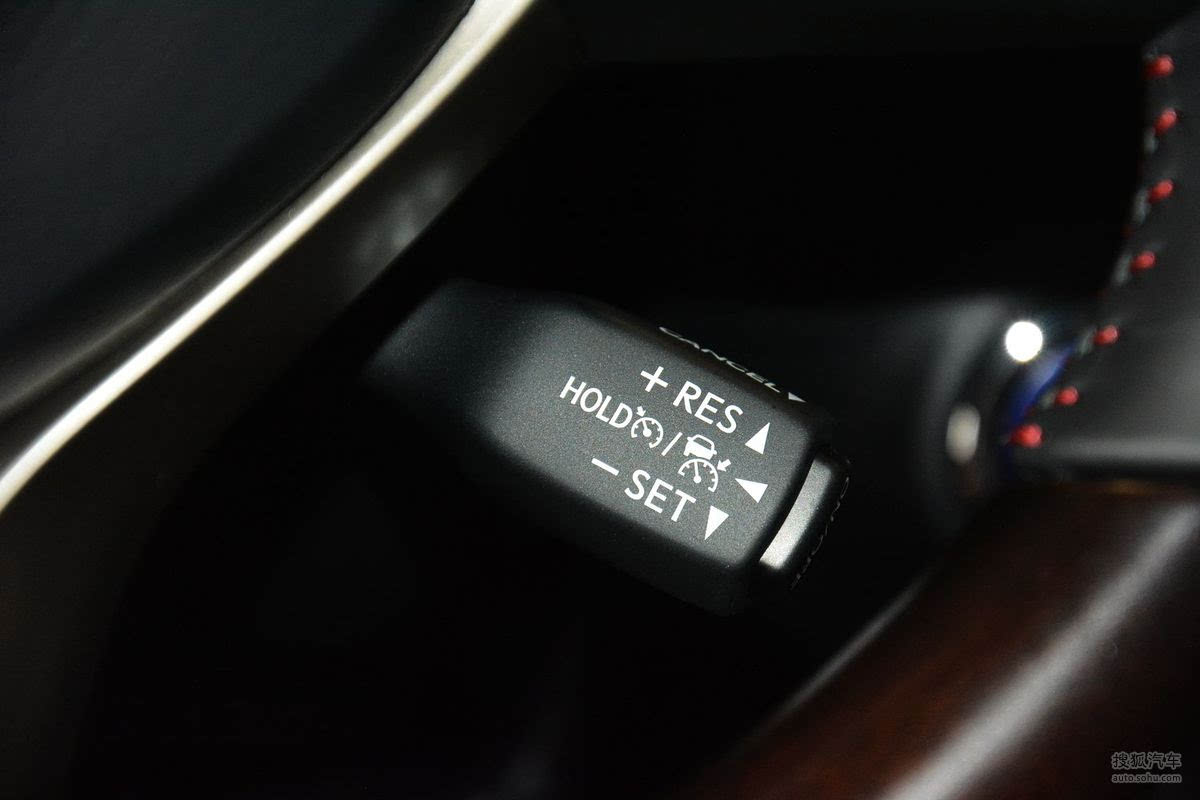 CANCEL
+ RES
HOLD /
− SET
搜狐汽车
auto.sohu.com